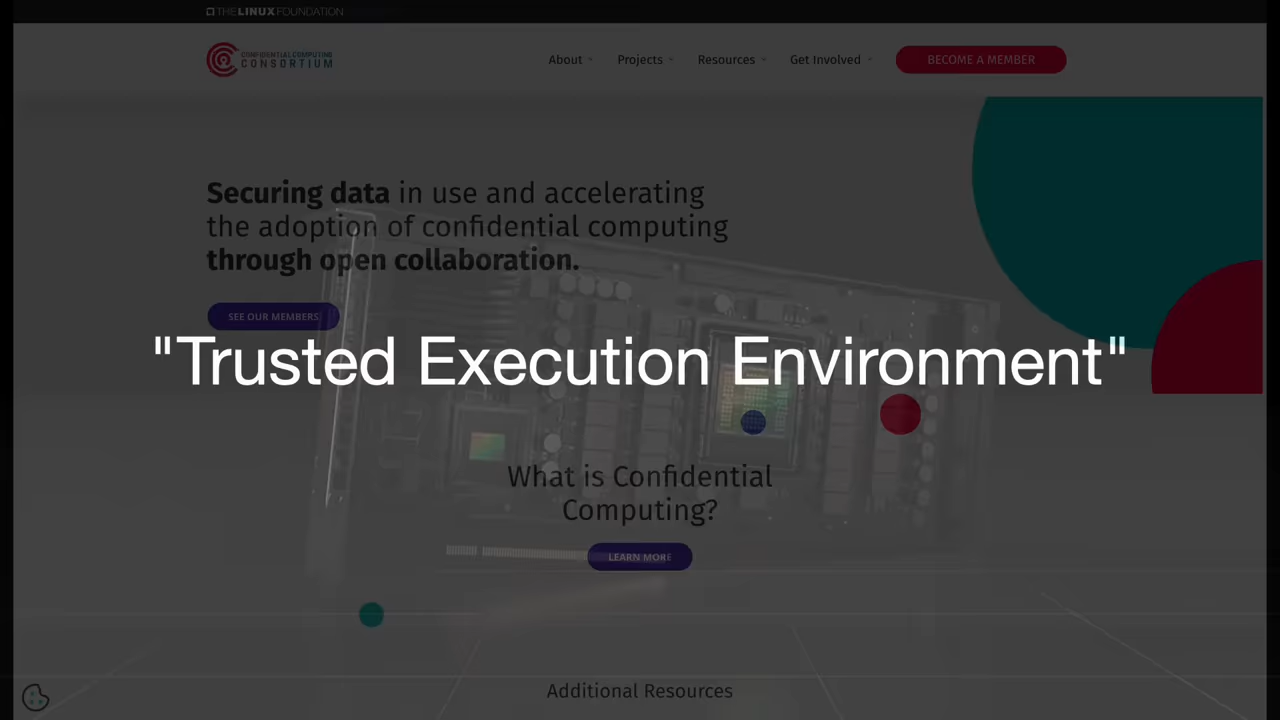 THE LINUX FOUNDATION
CONFIDENTIAL COMPUTING
CONSORTIUM
About
Projects
Resources
Get Involved
BECOME A MEMBER
Securing data in use and accelerating
the adoption of confidential computing
through open collaboration.
SEE OUR MEMBERS
"Trusted Execution Environment"
What is Confidential
Computing?
LEARN MORE
Additional Resources